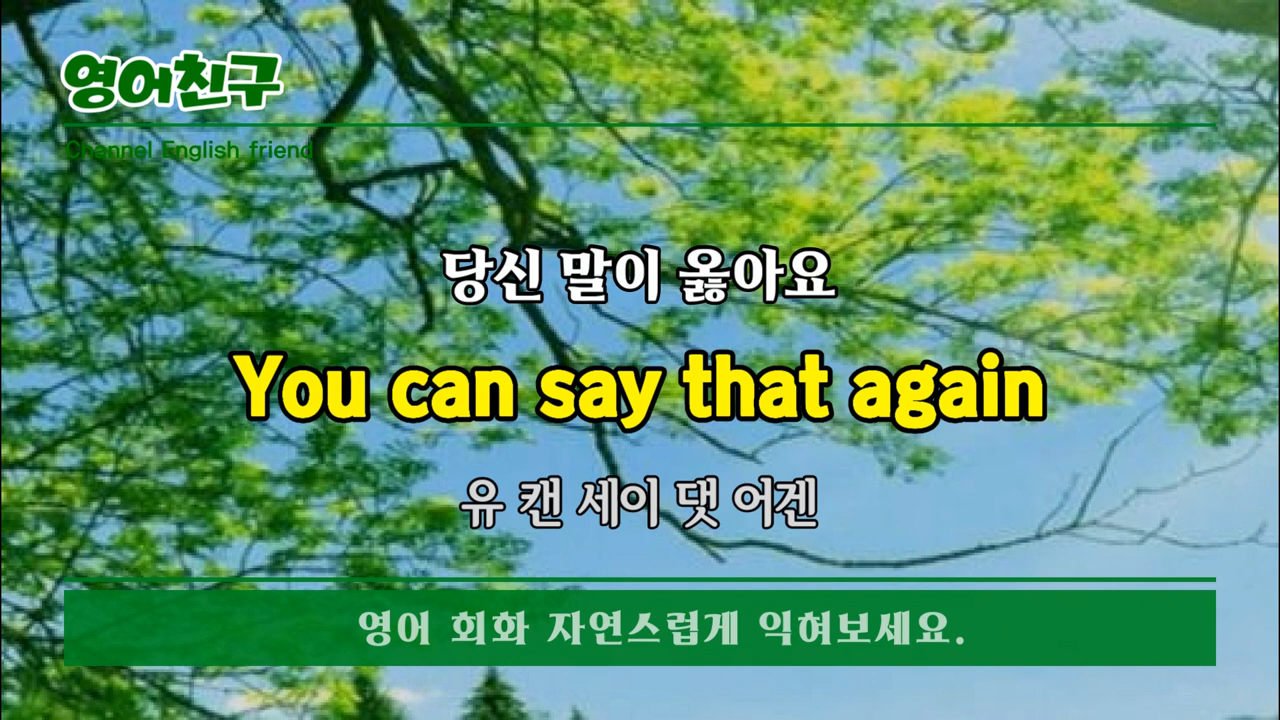 영어친구
Channel English friend
당신 말이 옳아요
You can say that again
유 캔 세이 댓 어겐
영어 회화 자연스럽게 익혀보세요.